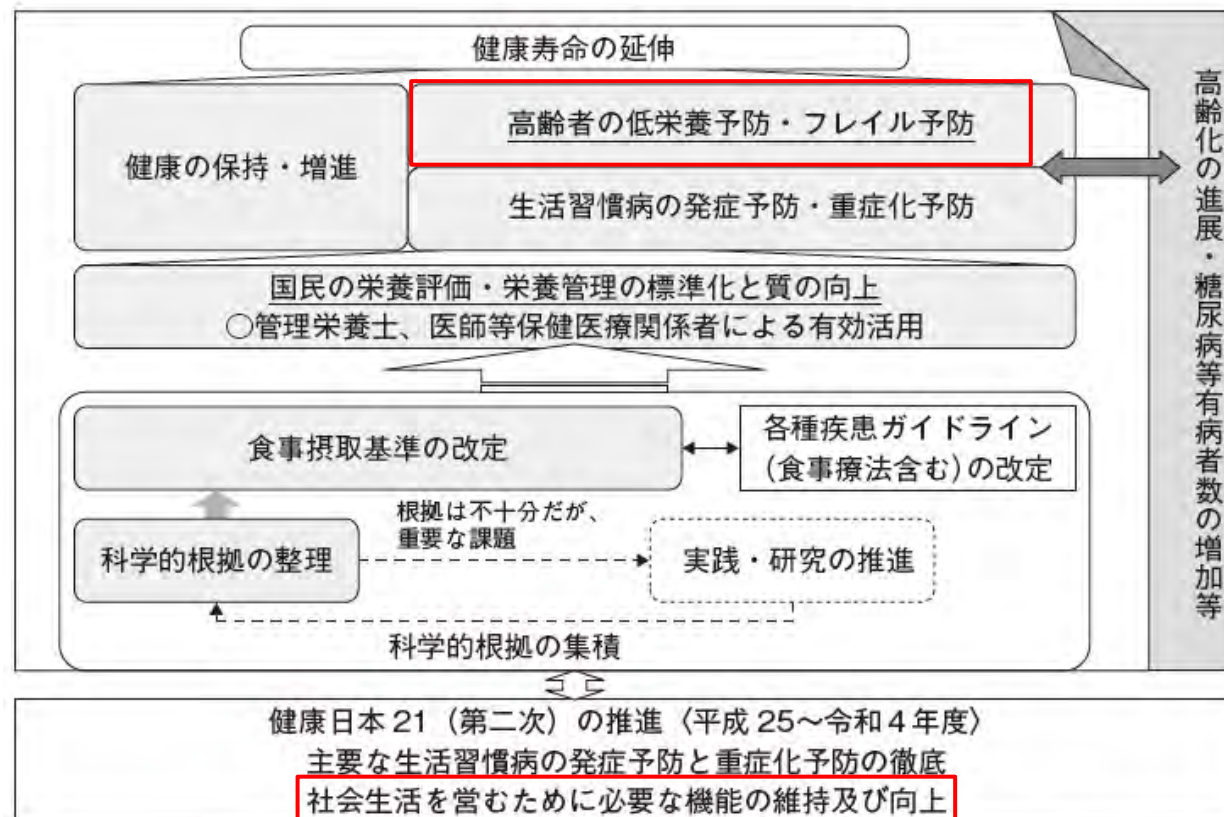 健康寿命の延伸
健康の保持・増進
高齢者の低栄養予防・フレイル予防
生活習慣病の発症予防・重症化予防
国民の栄養評価・栄養管理の標準化と質の向上
○管理栄養士、医師等保健医療関係者による有効活用
食事摂取基準の改定
各種疾患ガイドライン
(食事療法含む)の改定
根拠は不十分だが、
重要な課題
科学的根拠の整理
実践・研究の推進
科学的根拠の集積
高齢化の進展・糖尿病等有病者数の増加等
健康日本21（第二次）の推進〈平成25～令和4年度〉
主要な生活習慣病の発症予防と重症化予防の徹底
社会生活を営むために必要な機能の維持及び向上